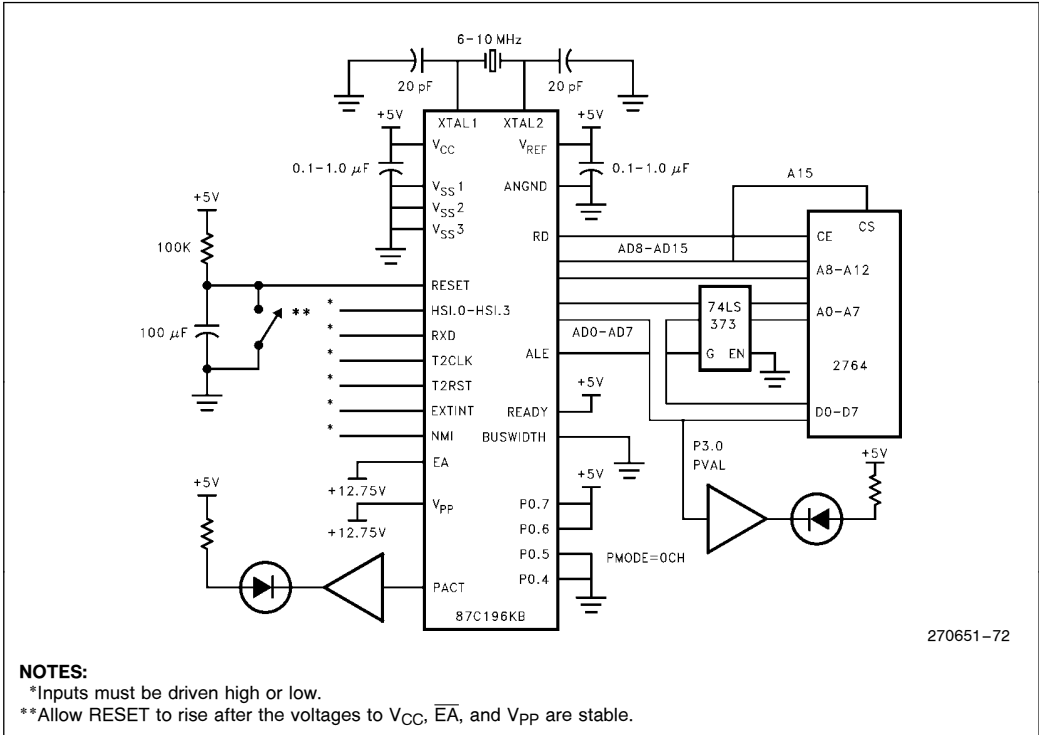 6–10 MHz
20 pF
20 pF
XTAL1
XTAL2
+5V
+5V
VCC
VREF
0.1–1.0 μF
0.1–1.0 μF
A15
VSS1
ANGND
VSS2
VSS3
+5V
100K
RD
AD8–AD15
CE
CS
A8–A12
RESET
100 μF
**
*
HSI.0–HSI.3
74LS
373
A0–A7
*
RXD
AD0–AD7
*
T2CLK
ALE
G EN
2764
*
T2RST
+5V
*
EXTINT
READY
D0–D7
*
NMI
BUSWIDTH
P3.0
PVAL
+5V
EA
+12.75V
+5V
+5V
VPP
+12.75V
P0.7
P0.6
P0.5
PMODE=0CH
P0.4
PACT
87C196KB
270651–72
NOTES:
*Inputs must be driven high or low.
**Allow RESET to rise after the voltages to VCC, EA, and VPP are stable.